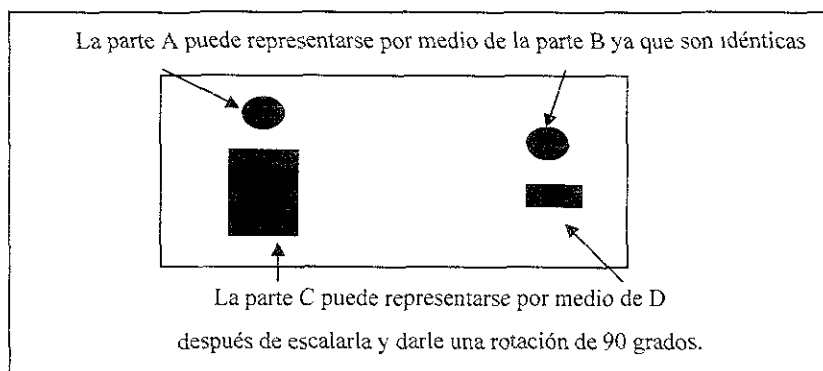 La parte A puede representarse por medio de la parte B ya que son idénticas
La parte C puede representarse por medio de D
después de escalarla y darle una rotación de 90 grados.